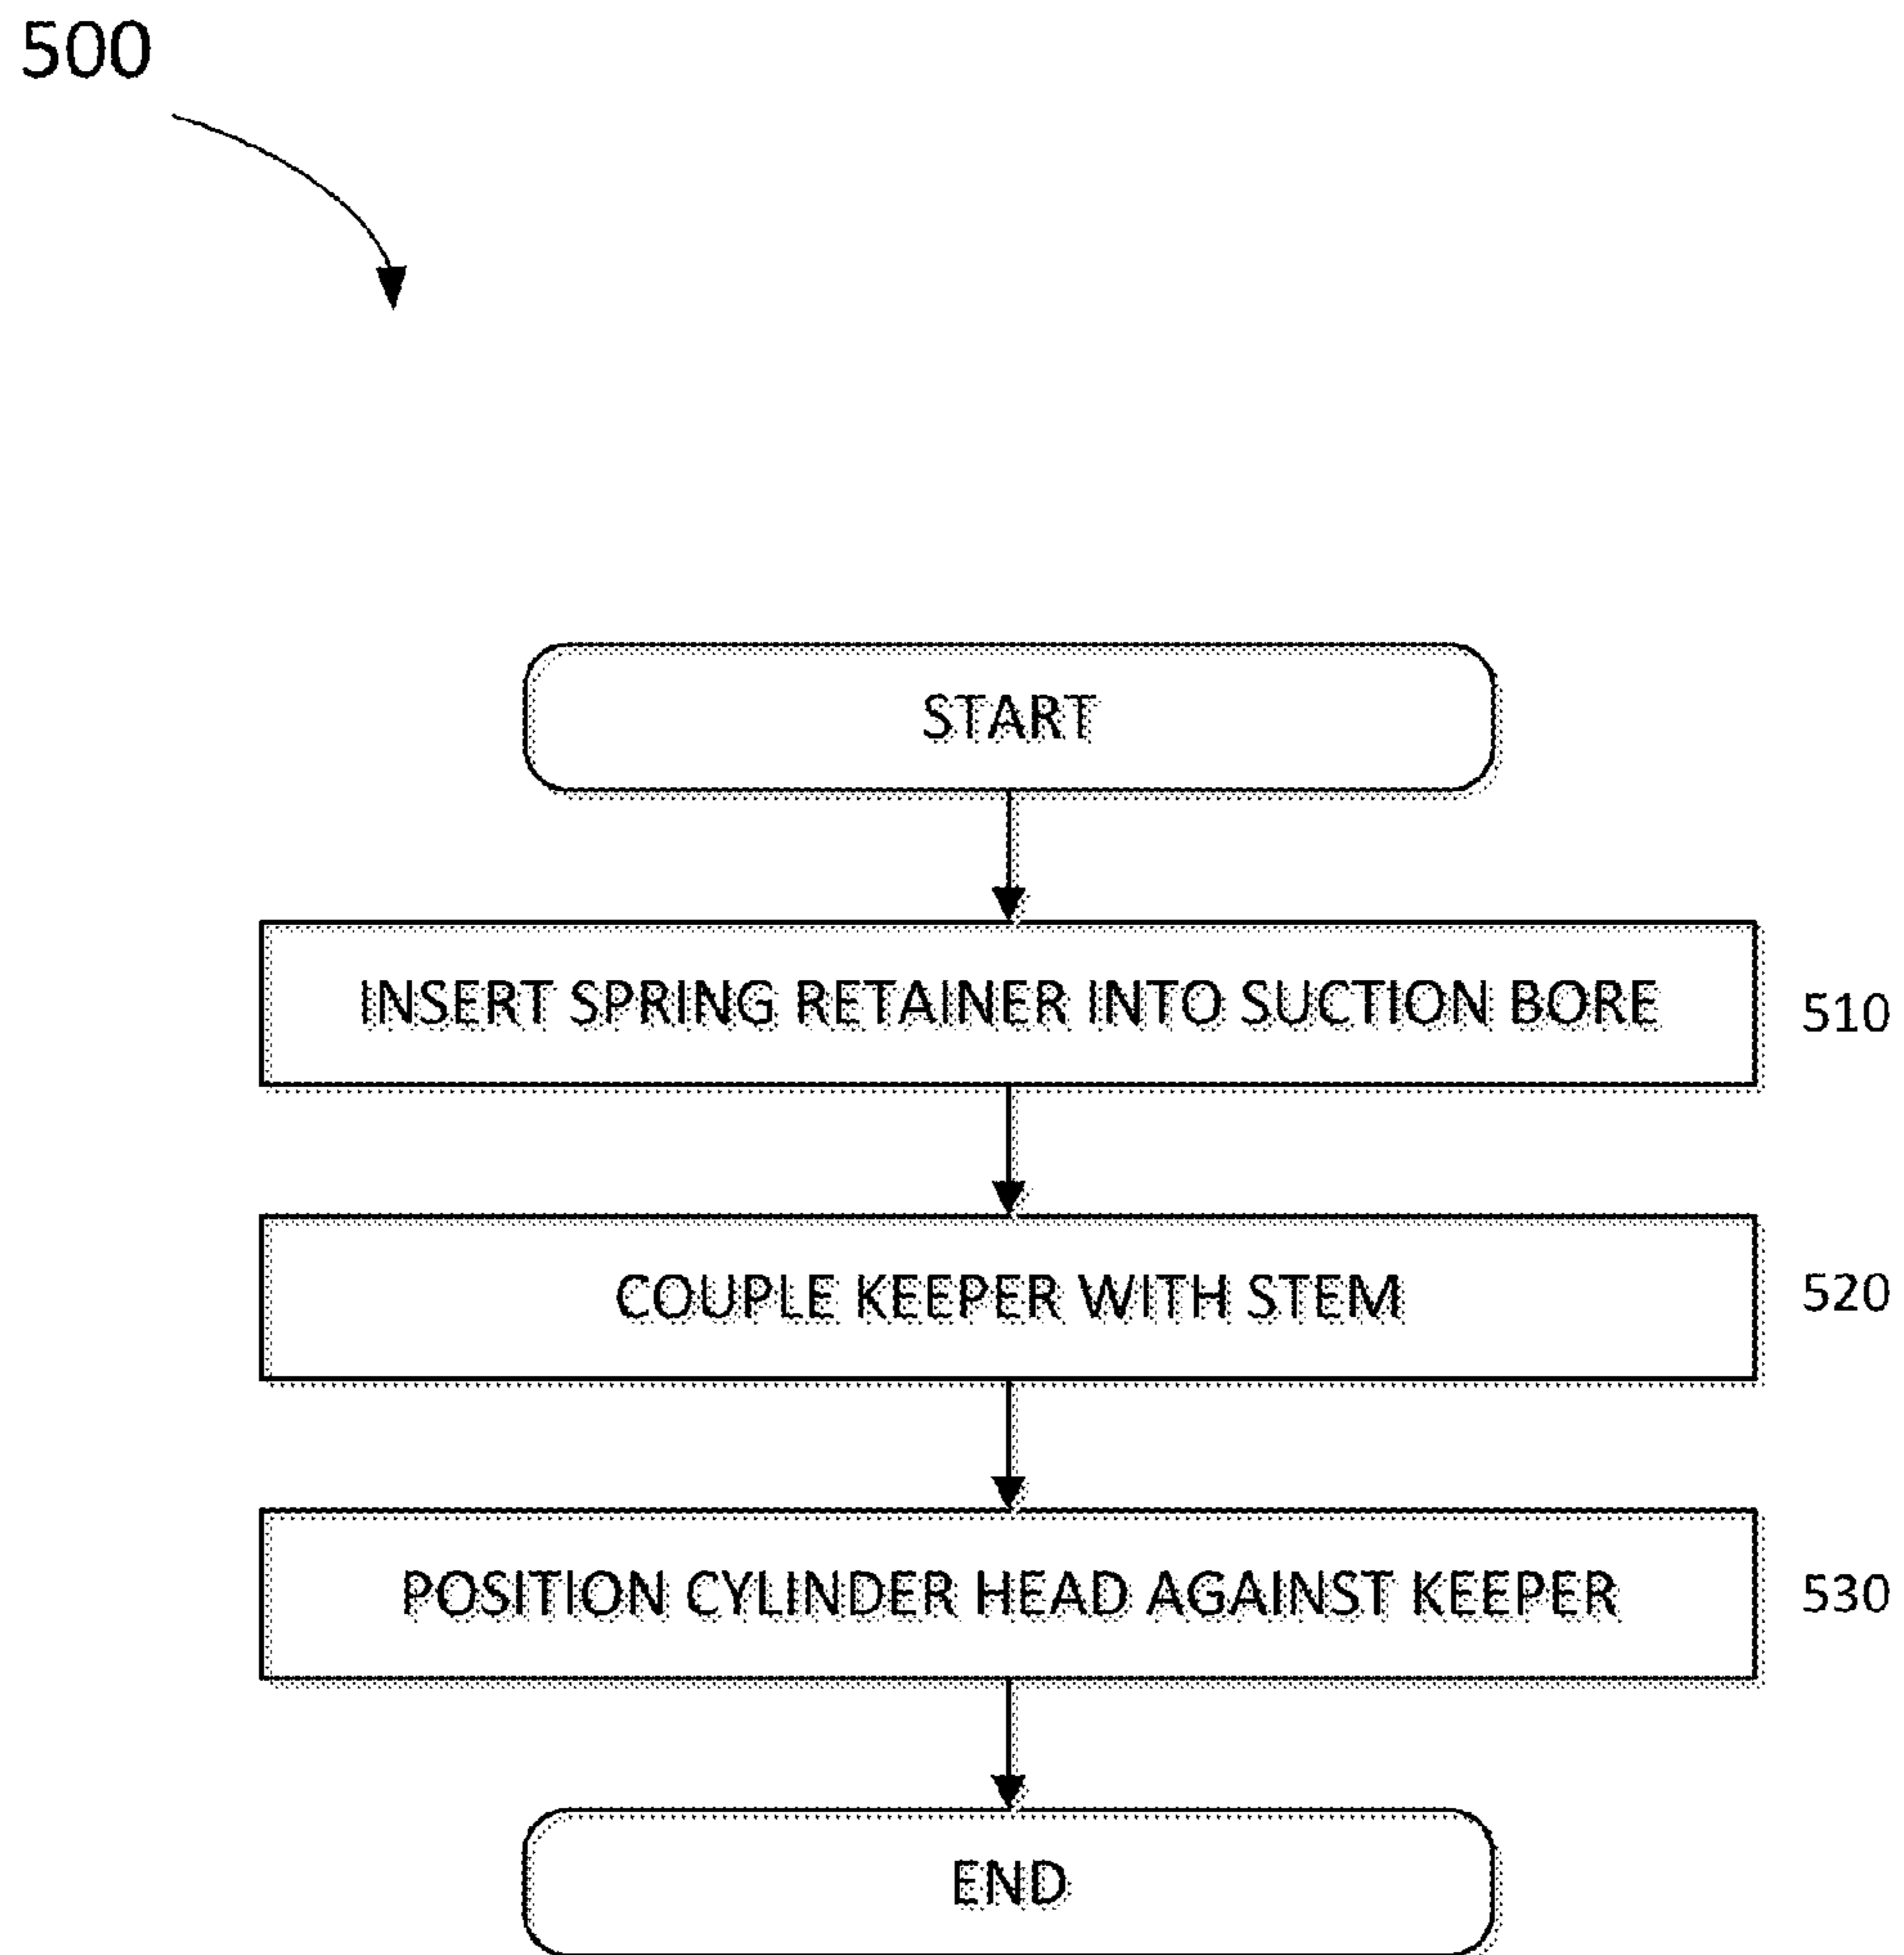 500
START
INSERT SPRING RETAINER INTO SUCTION BORE
510
COUPLE KEEPER WITH STEM
520
POSITION CYLINDER HEAD AGAINST KEEPER
530
END